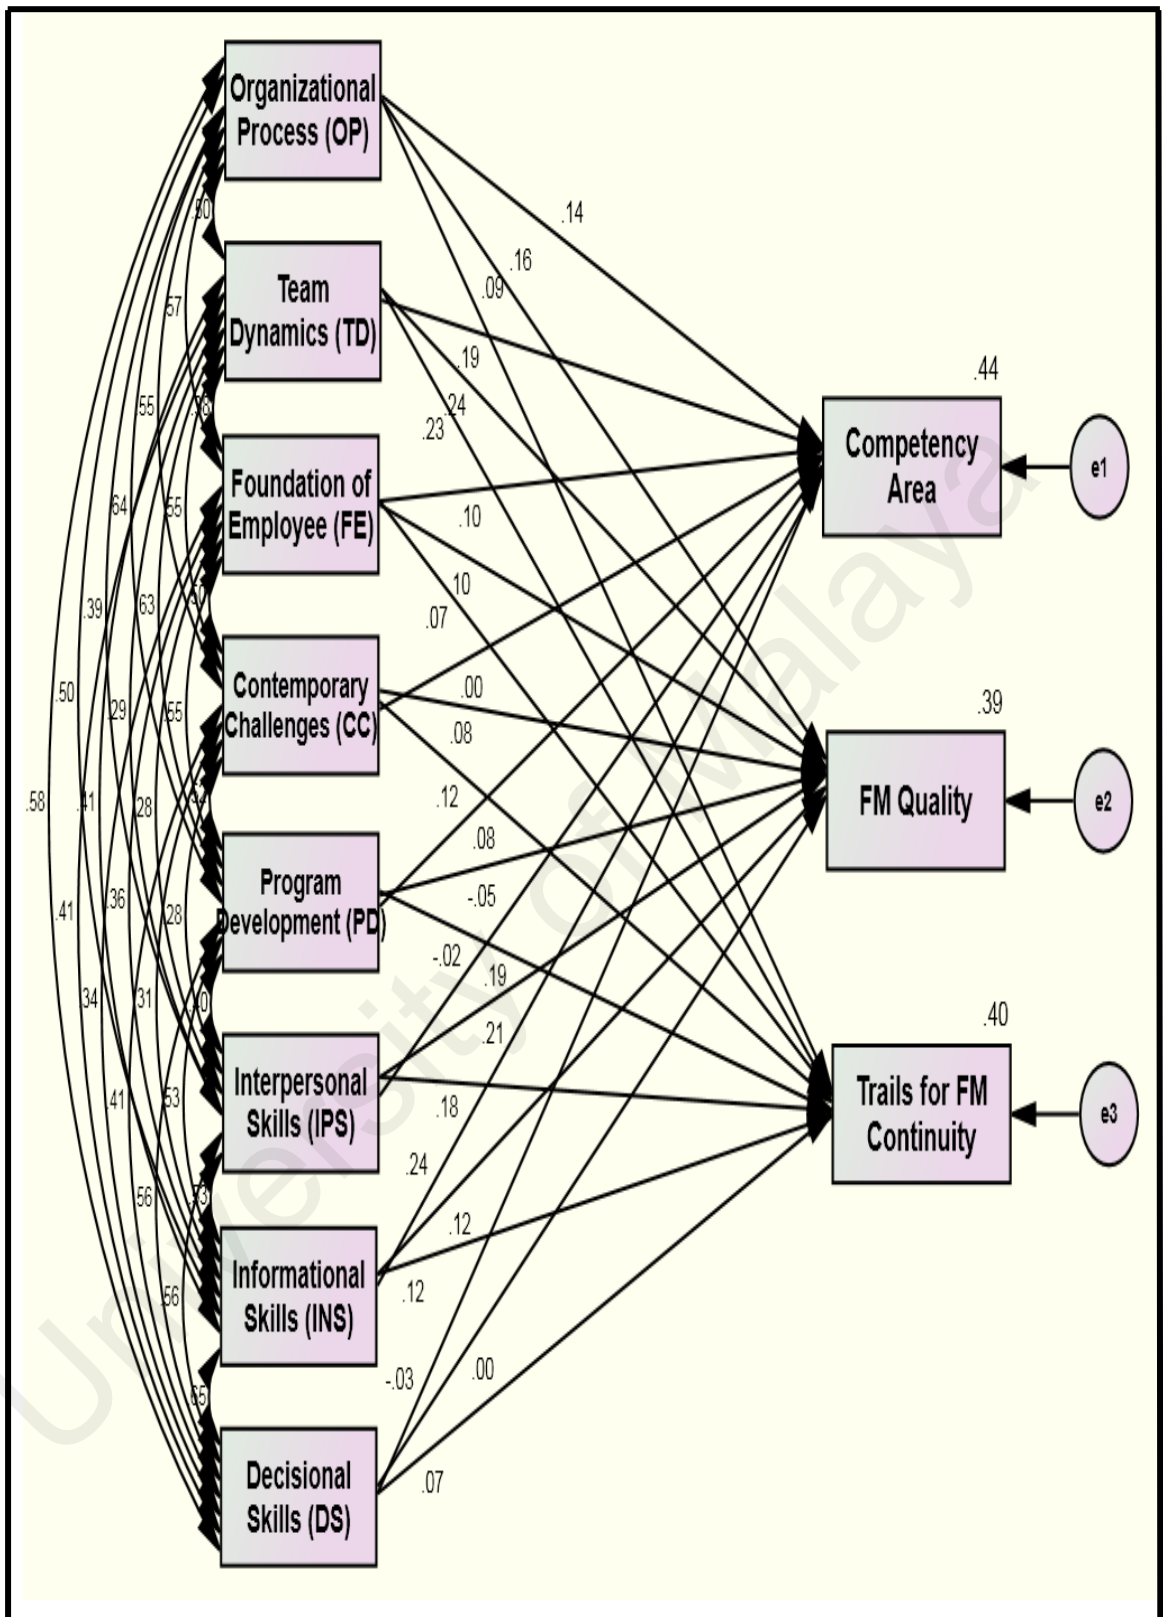 Organizational
Process (OP)
Team
Dynamics (TD)
Foundation of
Employee (FE)
Contemporary
Challenges (CC)
Program
Development (PD)
Interpersonal
Skills (IPS)
Informational
Skills (INS)
Decisional
Skills (DS)
.50
.57
.55
.64
.55
.39
.63
.50
.29
.55
.58
.41
.28
.41
.36
.28
.34
.31
.40
.41
.53
.56
.53
.56
.65
.14
.16
.09
.19
.24
.23
.10
.10
.07
.00
.08
.12
.08
-.05
-.02
.19
.21
.18
.24
.12
.12
-.03
.00
.07
.44
Competency
Area
e1
.39
FM Quality
e2
.40
Trails for FM
Continuity
e3
University of Malaya